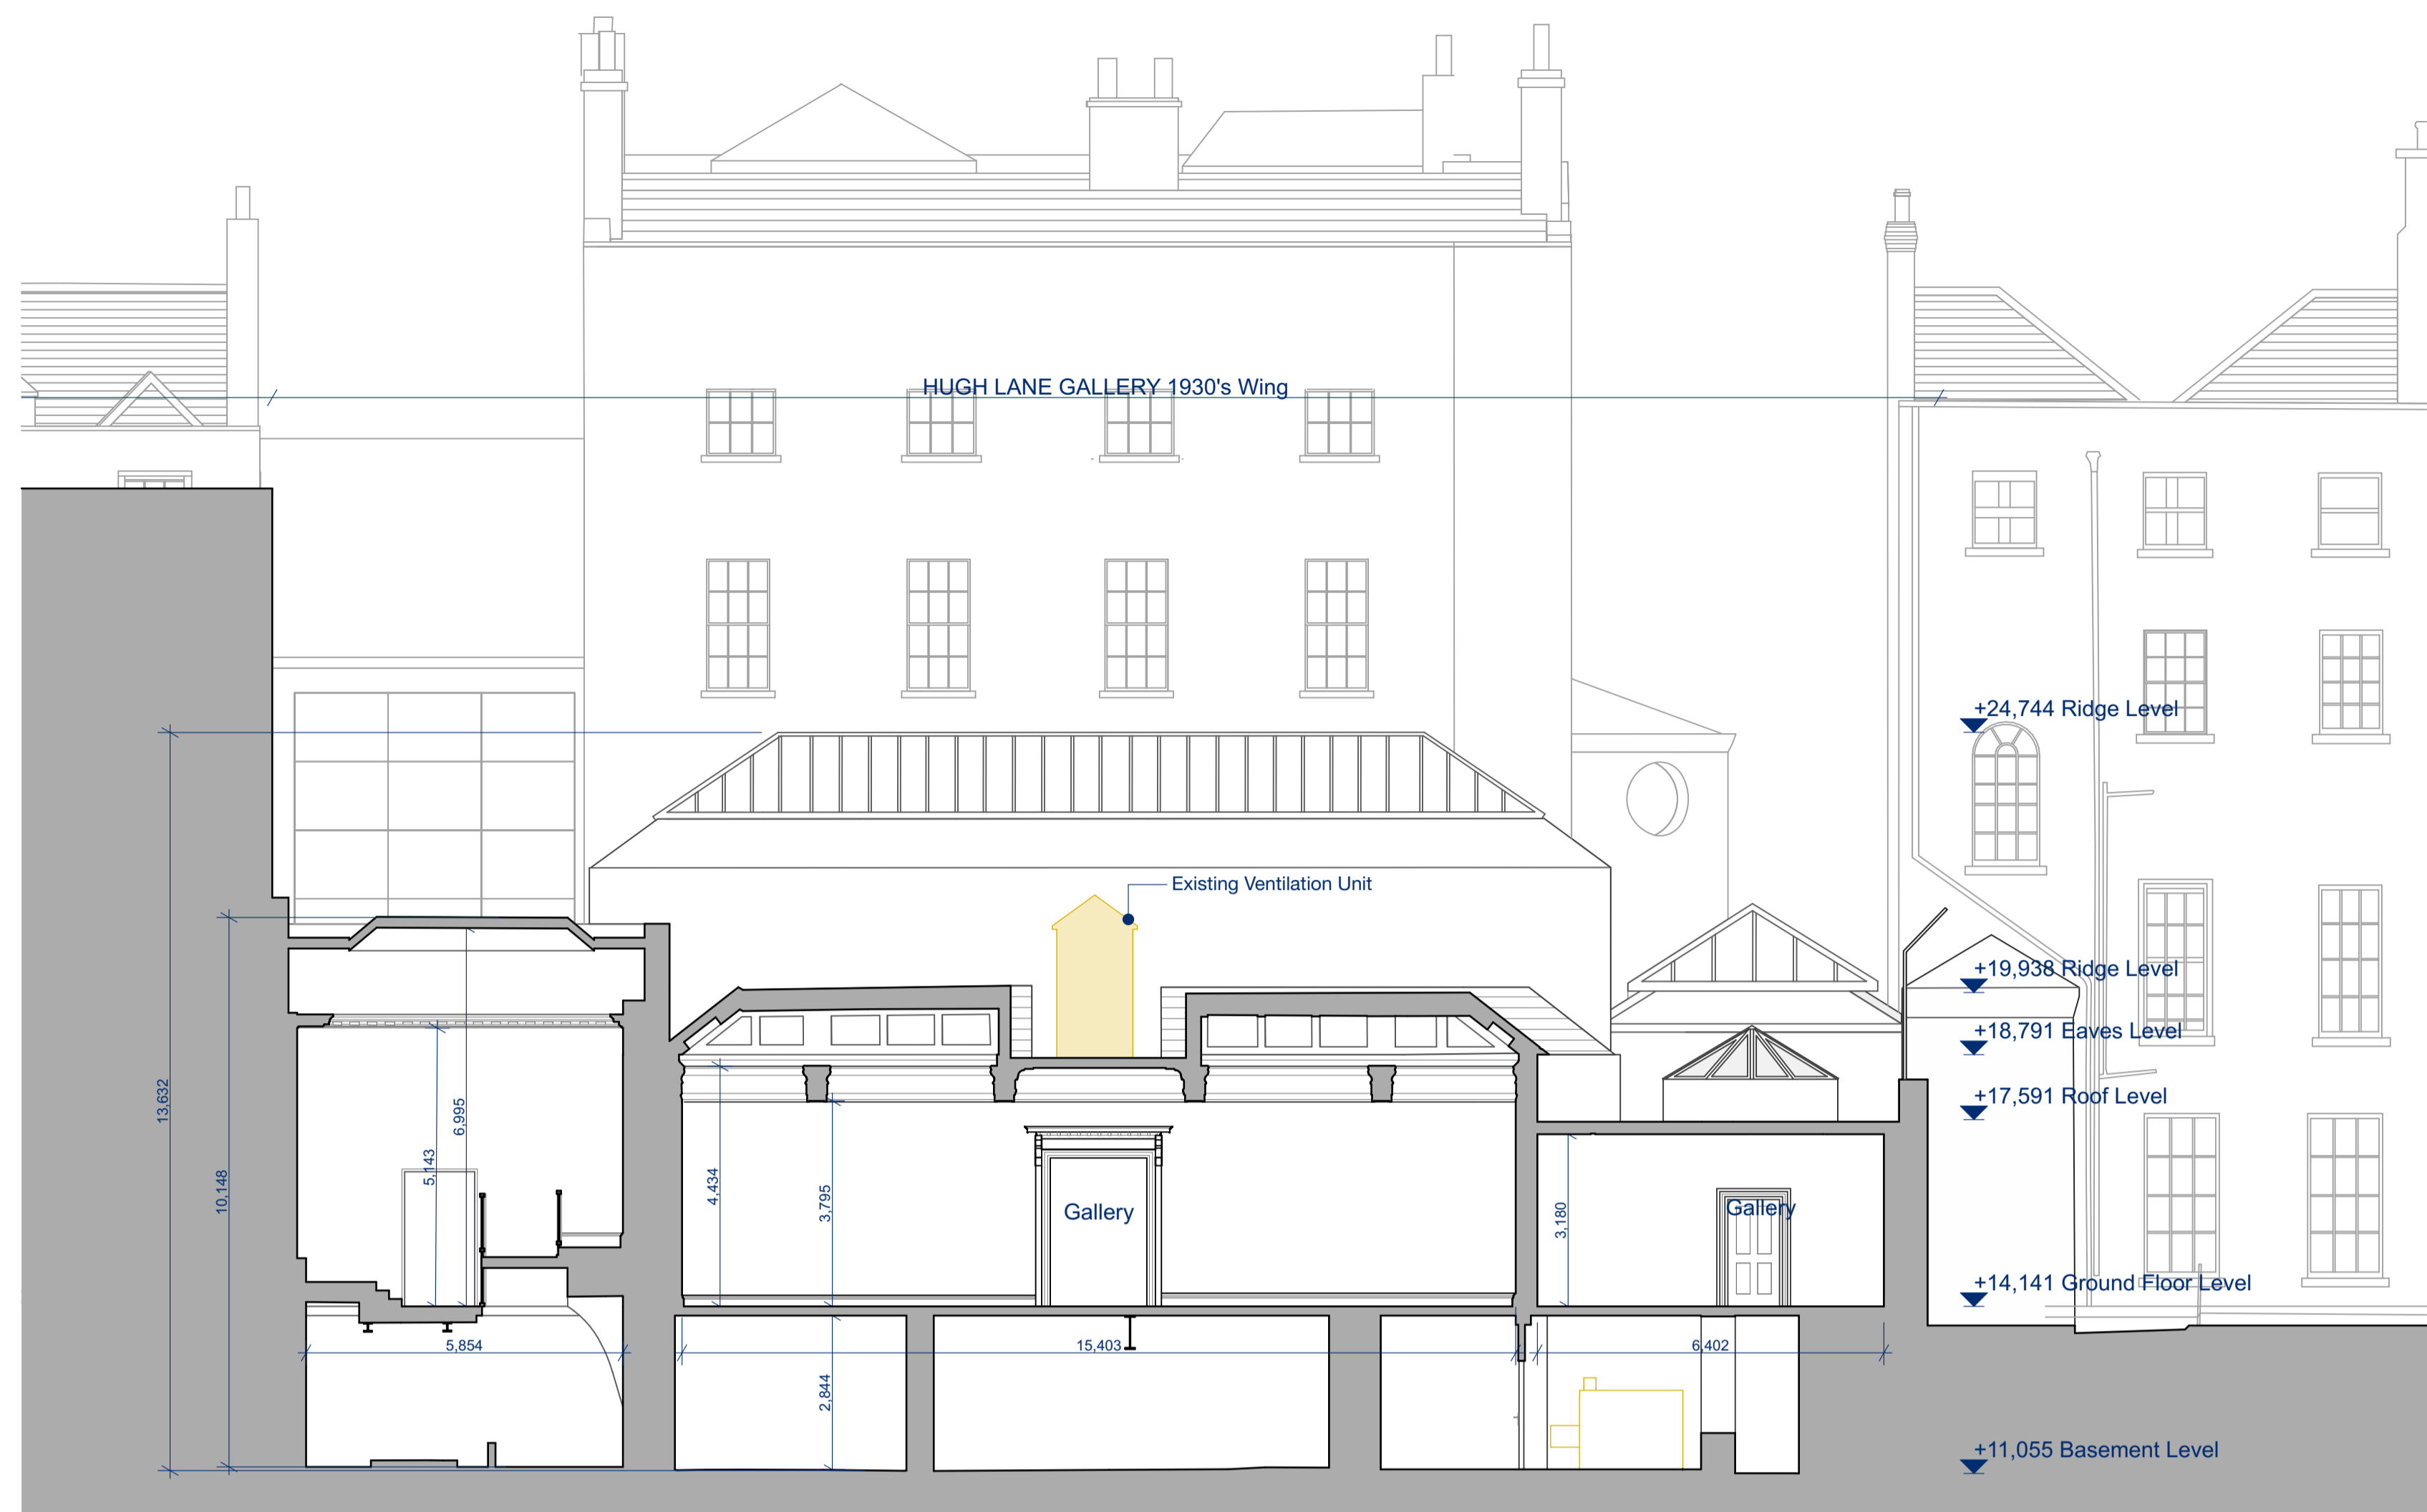 HUGH LANE GALLERY 1930's Wing
+24,744 Ridge Level
Existing Ventilation Unit
+19,938 Ridge Level
+18,791 Eaves Level
+17,591 Roof Level
13,632
10,148
5,143
6,995
4,434
3,795
Gallery
3,180
Gallery
+14,141 Ground Floor Level
5,854
15,403
6,402
2,844
+11,055 Basement Level